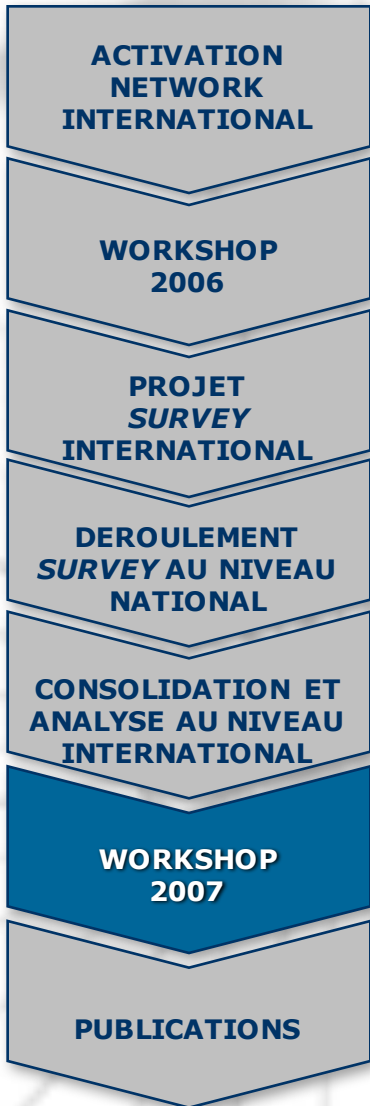 ACTIVATION
NETWORK
INTERNATIONAL
WORKSHOP
2006
PROJET
SURVEY
INTERNATIONAL
DEROULEMENT
SURVEY AU NIVEAU
NATIONAL
CONSOLIDATION ET
ANALYSE AU NIVEAU
INTERNATIONAL
WORKSHOP
2007
PUBLICATIONS